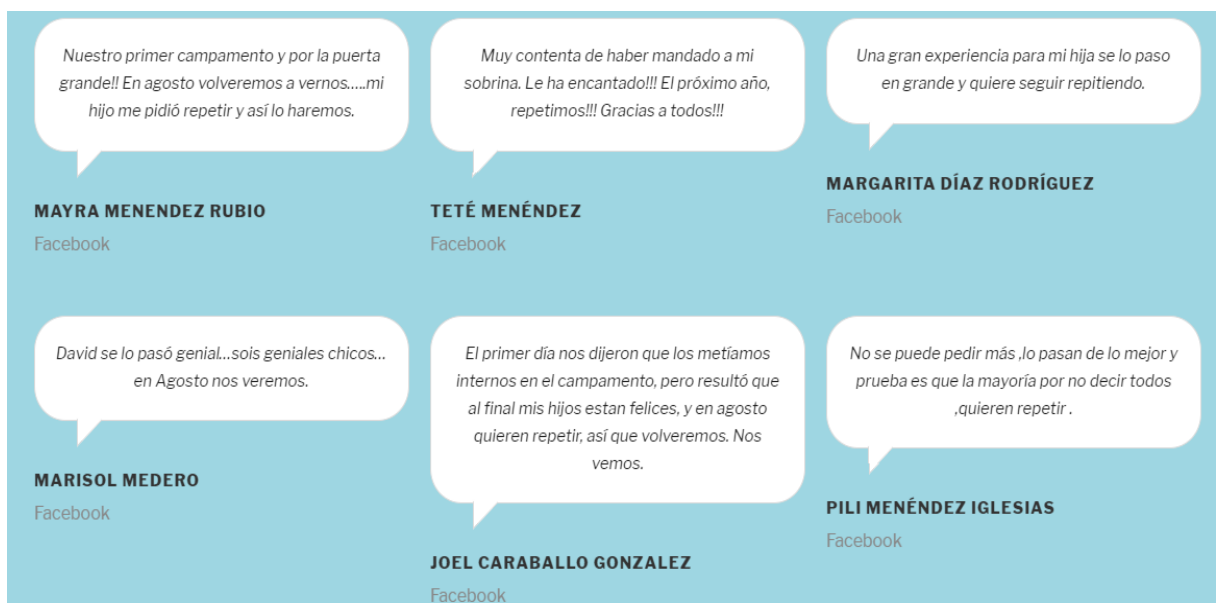 Nuestro primer campamento y por la puerta
grande!! En agosto volveremos a vernos.....mi
hijo me pidió repetir y así lo haremos.
MAYRA MENENDEZ RUBIO
Facebook
Muy contenta de haber mandado a mi
sobrina. Le ha encantado!!! El próximo año,
repetimos!!! Gracias a todos!!!
TETÉ MENÉNDEZ
Facebook
Una gran experiencia para mi hija se lo paso
en grande y quiere seguir repitiendo.
MARGARITA DÍAZ RODRÍGUEZ
Facebook
David se lo pasó genial...sois geniales chicos...
en Agosto nos veremos.
MARISOL MEDERO
Facebook
El primer día nos dijeron que los metíamos
internos en el campamento, pero resultó que
al final mis hijos estan felices, y en agosto
quieren repetir, así que volveremos. Nos
vemos.
JOEL CARABALLO GONZALEZ
Facebook
No se puede pedir más ,lo pasan de lo mejor y
prueba es que la mayoría por no decir todos
,quieren repetir .
PILI MENÉNDEZ IGLESIAS
Facebook